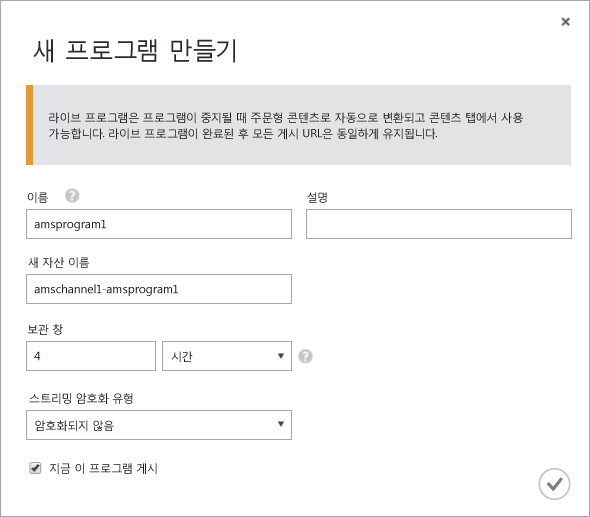 새 프로그램 만들기
라이브 프로그램은 프로그램이 중지될 때 주문형 콘텐츠로 자동으로 변환되고 콘텐츠 탭에서 사용
가능합니다. 라이브 프로그램이 완료된 후 모든 게시 URL은 동일하게 유지됩니다.
이름 ?
설명
amsprogram1
새 자산 이름
amschannel1-amsprogram1
보관 창
4 시간 ?
스트리밍 암호화 유형
암호화되지 않음
지금 이 프로그램 게시